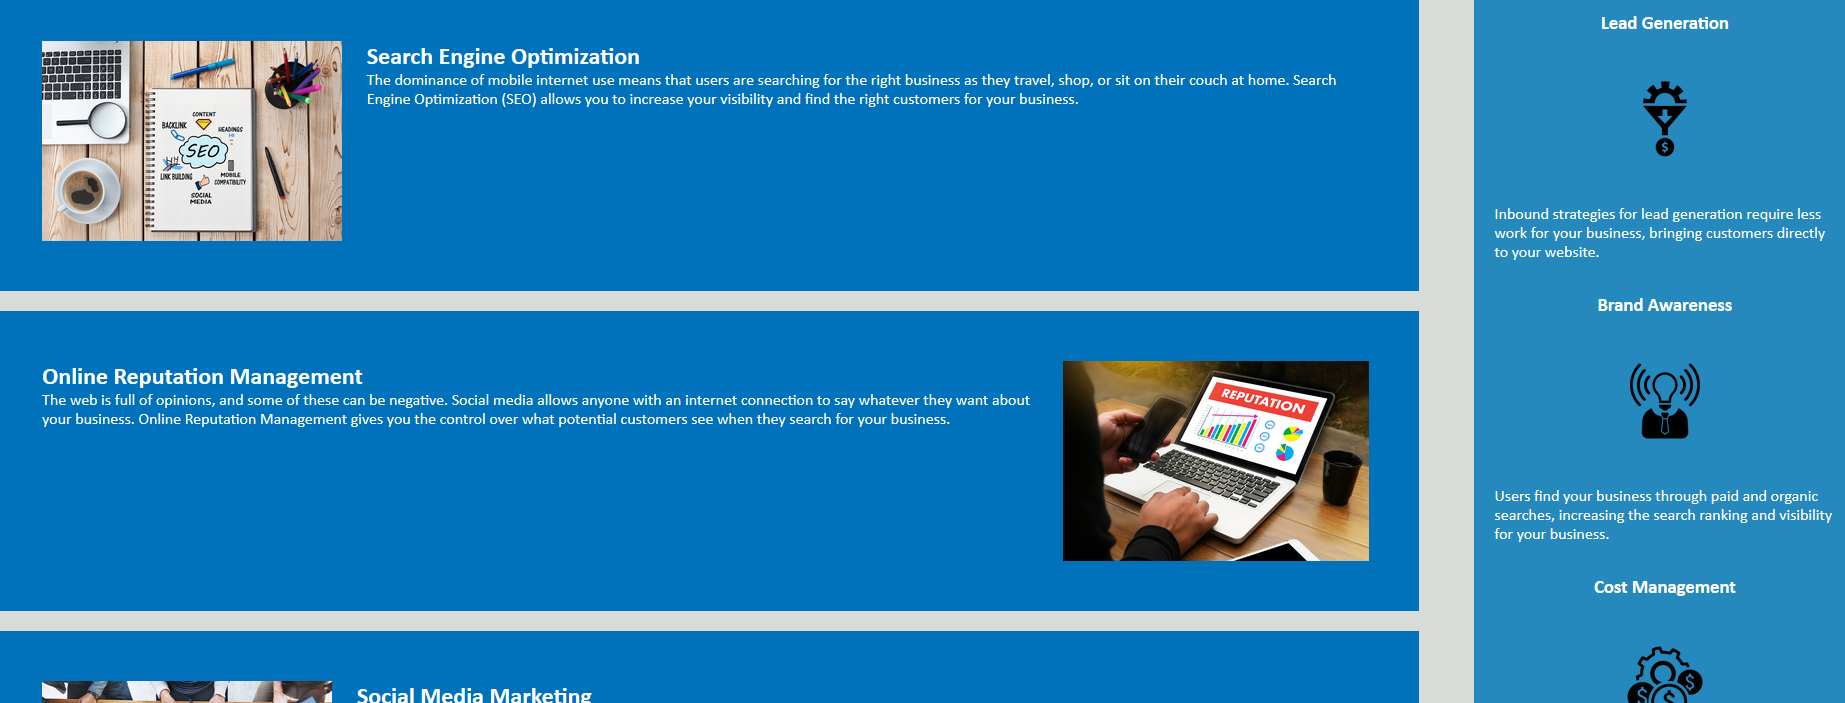 Search Engine Optimization
The dominance of mobile internet use means that users are searching for the right business as they travel, shop, or sit on their couch at home. Search
Engine Optimization (SEO) allows you to increase your visibility and find the right customers for your business.
CONTENT
BACKLINK
HEADINGS
SEO
LINK BUILDING
MOBILE
COMPATIBILITY
SOCIAL
MEDIA
Online Reputation Management
The web is full of opinions, and some of these can be negative. Social media allows anyone with an internet connection to say whatever they want about
your business. Online Reputation Management gives you the control over what potential customers see when they search for your business.
REPUTATION
Social Media Marketing
Lead Generation
$
Inbound strategies for lead generation require less
work for your business, bringing customers directly
to your website.
Brand Awareness
Users find your business through paid and organic
searches, increasing the search ranking and visibility
for your business.
Cost Management
$ $ $